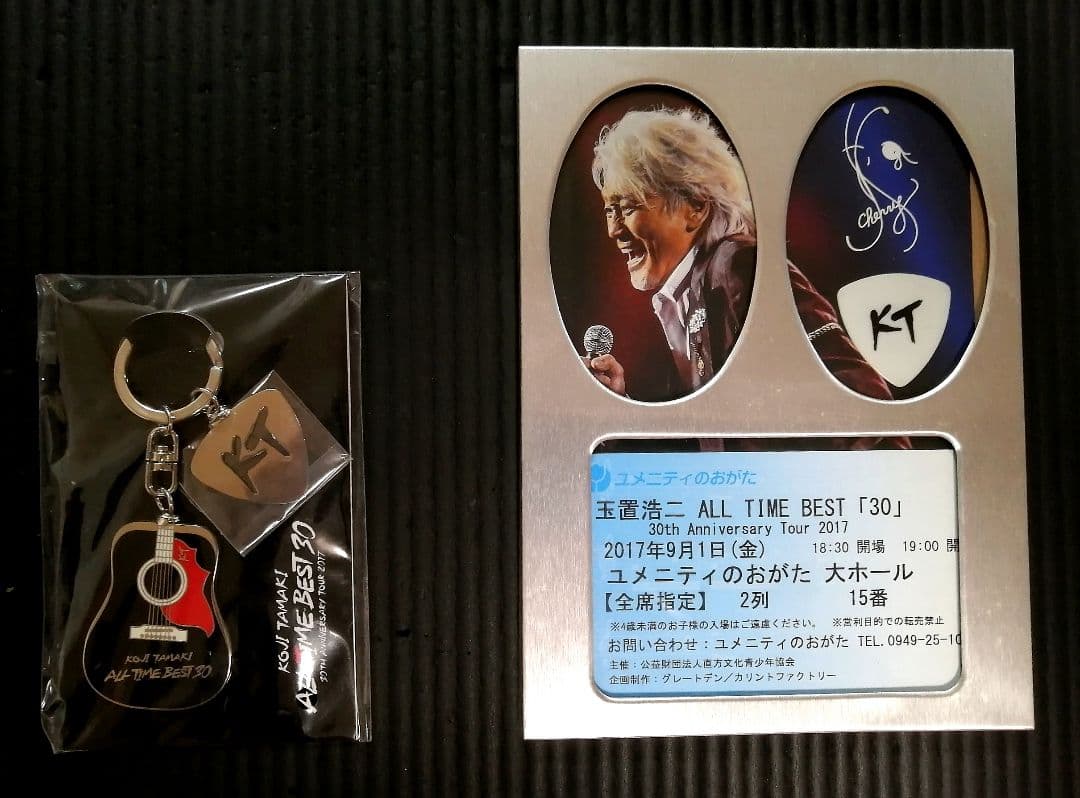 KT
KOJI TAMAKI
ALL TIME BEST 30
KOJI TAMAKI
ALL TIME BEST 30
30TH ANNIVERSARY TOUR 2017
KT
cherry
KT
ユメニティのおがた
玉置浩二 ALL TIME BEST「30」
30th Anniversary Tour 2017
2017年9月1日(金) 18:30 開場 19:00 開
ユメニティのおがた 大ホール
【全席指定】 2列 15番
※4歳未満のお子様の入場はご遠慮ください。 ※営利目的での転売禁止
お問い合わせ：ユメニティのおがた TEL.0949-25-10
主催：公益財団法人直方文化青少年協会
企画制作：グレートデン／カリントファクトリー